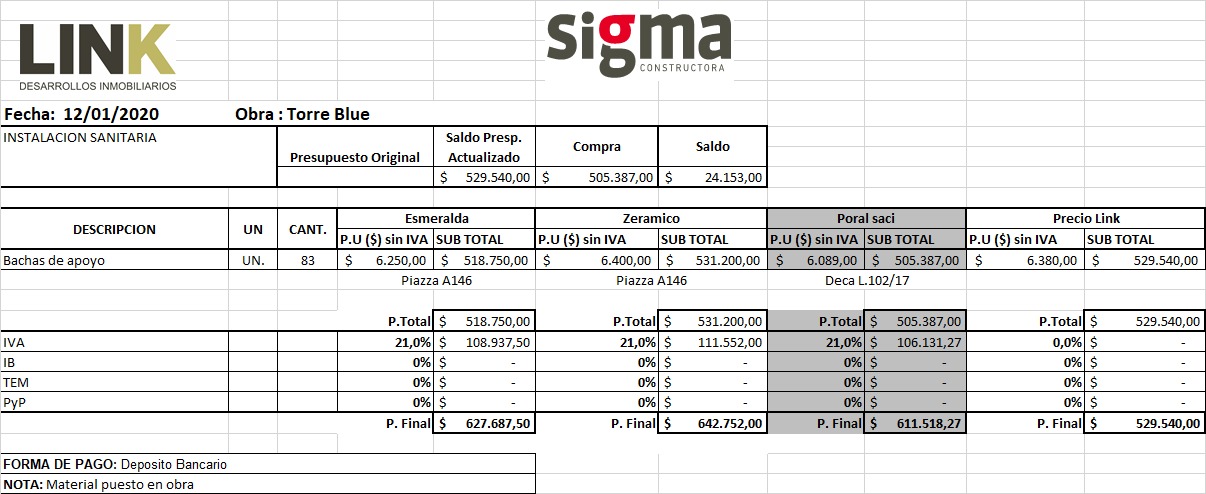 LINK
DESARROLLOS INMOBILIARIOS
sigma
CONSTRUCTORA
Fecha: 12/01/2020 Obra : Torre Blue
INSTALACION SANITARIA
Presupuesto Original Saldo Presp. Actualizado Compra Saldo
$ 529.540,00 $ 505.387,00 $ 24.153,00
DESCRIPCION UN CANT. Esmeralda Zeramico Poral saci Precio Link
P.U ($) sin IVA SUB TOTAL P.U ($) sin IVA SUB TOTAL P.U ($) sin IVA SUB TOTAL P.U ($) sin IVA SUB TOTAL
Bachas de apoyo UN. 83 $ 6.250,00 $ 518.750,00 $ 6.400,00 $ 531.200,00 $ 6.089,00 $ 505.387,00 $ 6.380,00 $ 529.540,00
Piazza A146 Piazza A146 Deca L.102/17
P.Total $ 518.750,00 P.Total $ 531.200,00 P.Total $ 505.387,00 P.Total $ 529.540,00
IVA 21,0% $ 108.937,50 21,0% $ 111.552,00 21,0% $ 106.131,27 0,0% $ -
IB 0% $ - 0% $ - 0% $ - 0% $ -
TEM 0% $ - 0% $ - 0% $ - 0% $ -
PyP 0% $ - 0% $ - 0% $ - 0% $ -
P. Final $ 627.687,50 P. Final $ 642.752,00 P. Final $ 611.518,27 P. Final $ 529.540,00
FORMA DE PAGO: Deposito Bancario
NOTA: Material puesto en obra